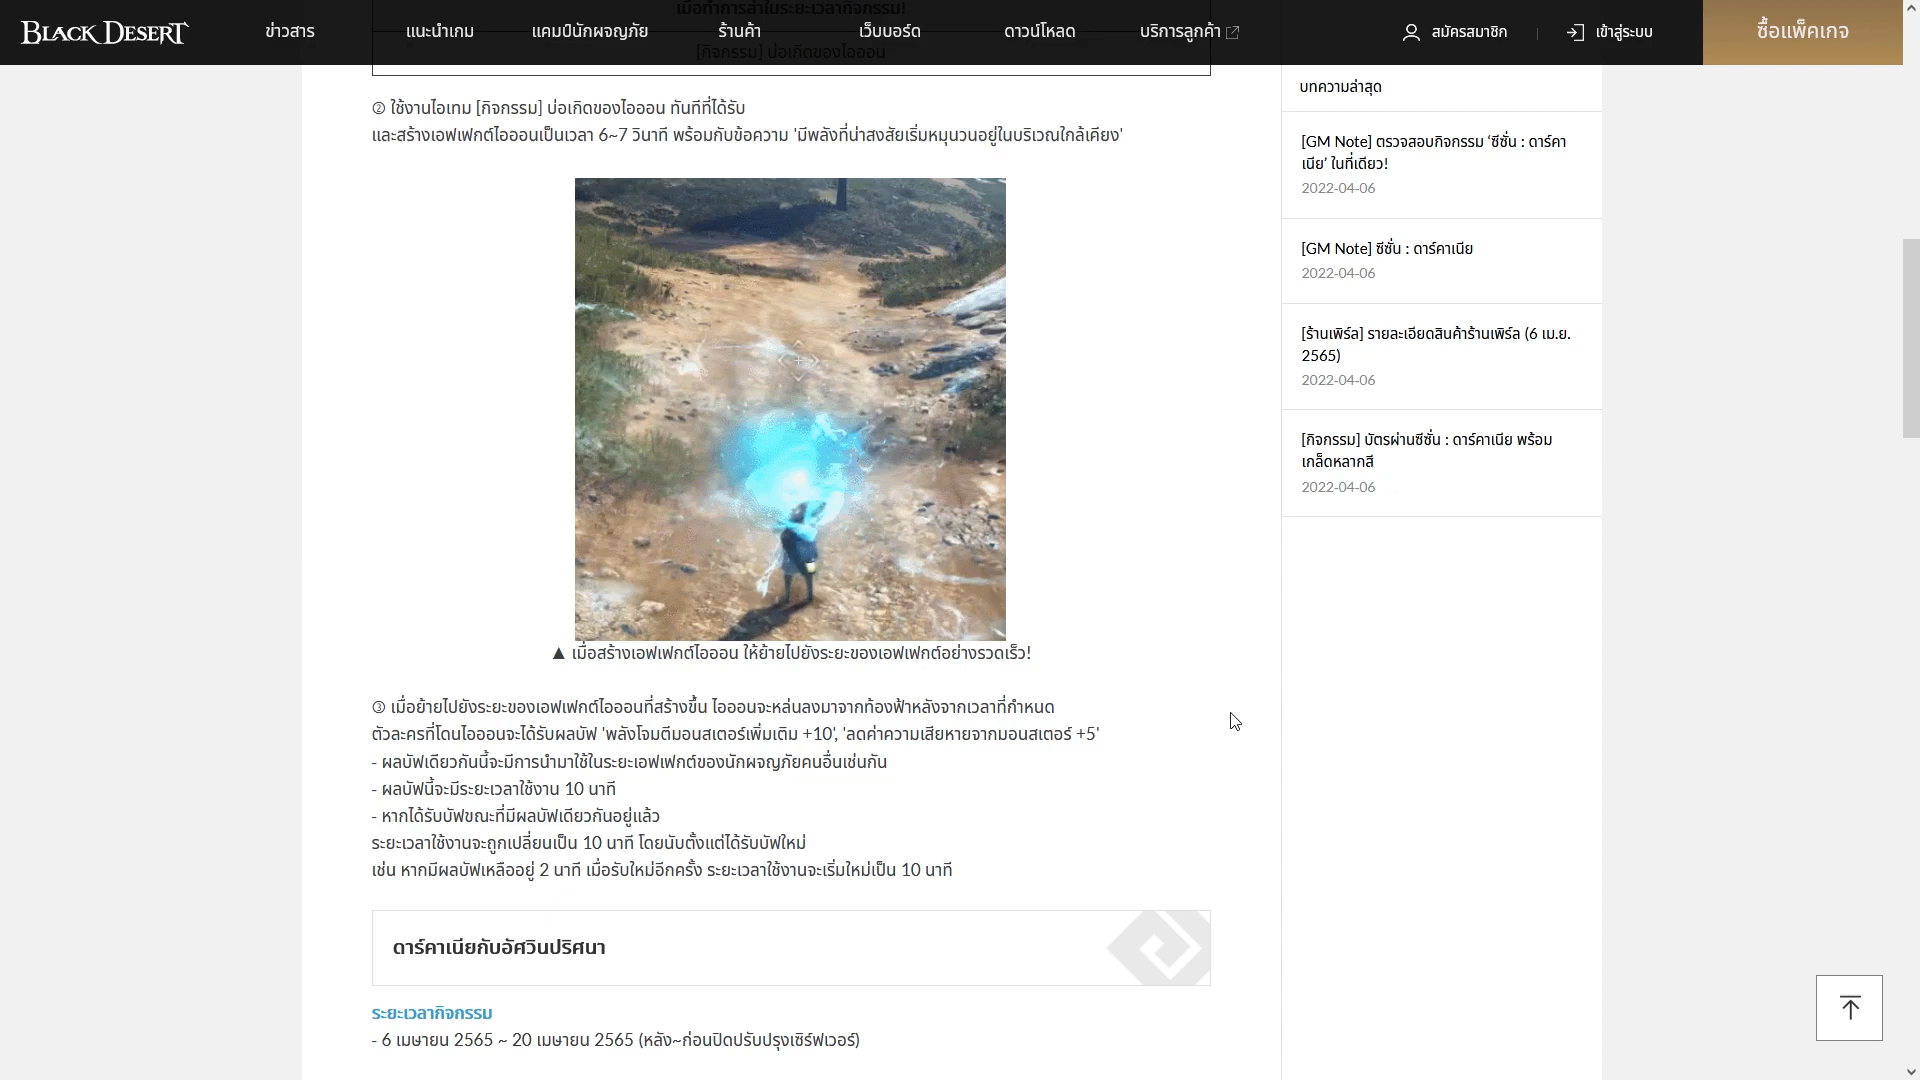 BLACK DESERT
ข่าวสาร
แนะนำเกม
แคมป์นักผจญภัย
ร้านค้า
เว็บบอร์ด
ดาวน์โหลด
บริการลูกค้า
สมัครสมาชิก
เข้าสู่ระบบ
ซื้อแพ็คเกจ
เมื่อทำการล่าในระยะเวลากิจกรรม!
[กิจกรรม] บ่อเกิดของไอออน
② ใช้งานไอเทม [กิจกรรม] บ่อเกิดของไอออน ทันทีที่ได้รับ
และสร้างเอฟเฟกต์ไอออนเป็นเวลา 6~7 วินาที พร้อมกับข้อความ 'มีพลังที่น่าสงสัยเริ่มหมุนวนอยู่ในบริเวณใกล้เคียง'
▲ เมื่อสร้างเอฟเฟกต์ไอออน ให้ย้ายไปยังระยะของเอฟเฟกต์อย่างรวดเร็ว!
③ เมื่อย้ายไปยังระยะของเอฟเฟกต์ไอออนที่สร้างขึ้น ไอออนจะหล่นลงมาจากท้องฟ้าหลังจากเวลาที่กำหนด
ตัวละครที่โดนไอออนจะได้รับผลบัฟ 'พลังโจมตีมอนสเตอร์เพิ่มเติม +10', 'ลดค่าความเสียหายจากมอนสเตอร์ +5'
- ผลบัฟเดียวกันนี้จะมีการนำมาใช้ในระยะเอฟเฟกต์ของนักผจญภัยคนอื่นเช่นกัน
- ผลบัฟนี้จะมีระยะเวลาใช้งาน 10 นาที
- หากได้รับบัฟขณะที่มีผลบัฟเดียวกันอยู่แล้ว
ระยะเวลาใช้งานจะถูกเปลี่ยนเป็น 10 นาที โดยนับตั้งแต่ได้รับบัฟใหม่
เช่น หากมีผลบัฟเหลืออยู่ 2 นาที เมื่อรับใหม่อีกครั้ง ระยะเวลาใช้งานจะเริ่มใหม่เป็น 10 นาที
ดาร์คาเนียกับอัศวินปริศนา
ระยะเวลากิจกรรม
- 6 เมษายน 2565 ~ 20 เมษายน 2565 (หลัง~ก่อนปิดปรับปรุงเซิร์ฟเวอร์)
บทความล่าสุด
[GM Note] ตรวจสอบกิจกรรม ‘ซีซั่น : ดาร์คา
เนีย’ ในที่เดียว!
2022-04-06
[GM Note] ซีซั่น : ดาร์คาเนีย
2022-04-06
[ร้านเพิร์ล] รายละเอียดสินค้าร้านเพิร์ล (6 เม.ย.
2565)
2022-04-06
[กิจกรรม] บัตรผ่านซีซั่น : ดาร์คาเนีย พร้อม
เกล็ดหลากสี
2022-04-06